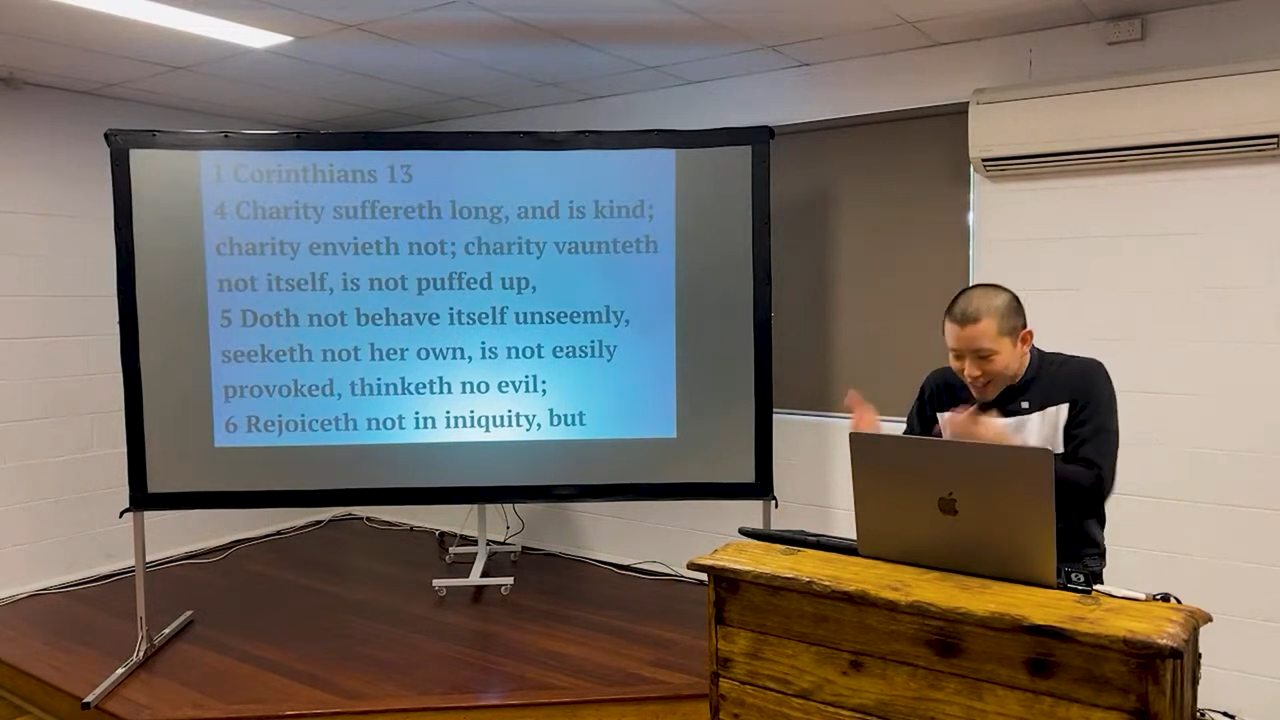 1 Corinthians 13
4 Charity suffereth long, and is kind;
charity envieth not; charity vaunteth
not itself, is not puffed up,
5 Doth not behave itself unseemly,
seeketh not her own, is not easily
provoked, thinketh no evil;
6 Rejoiceth not in iniquity, but